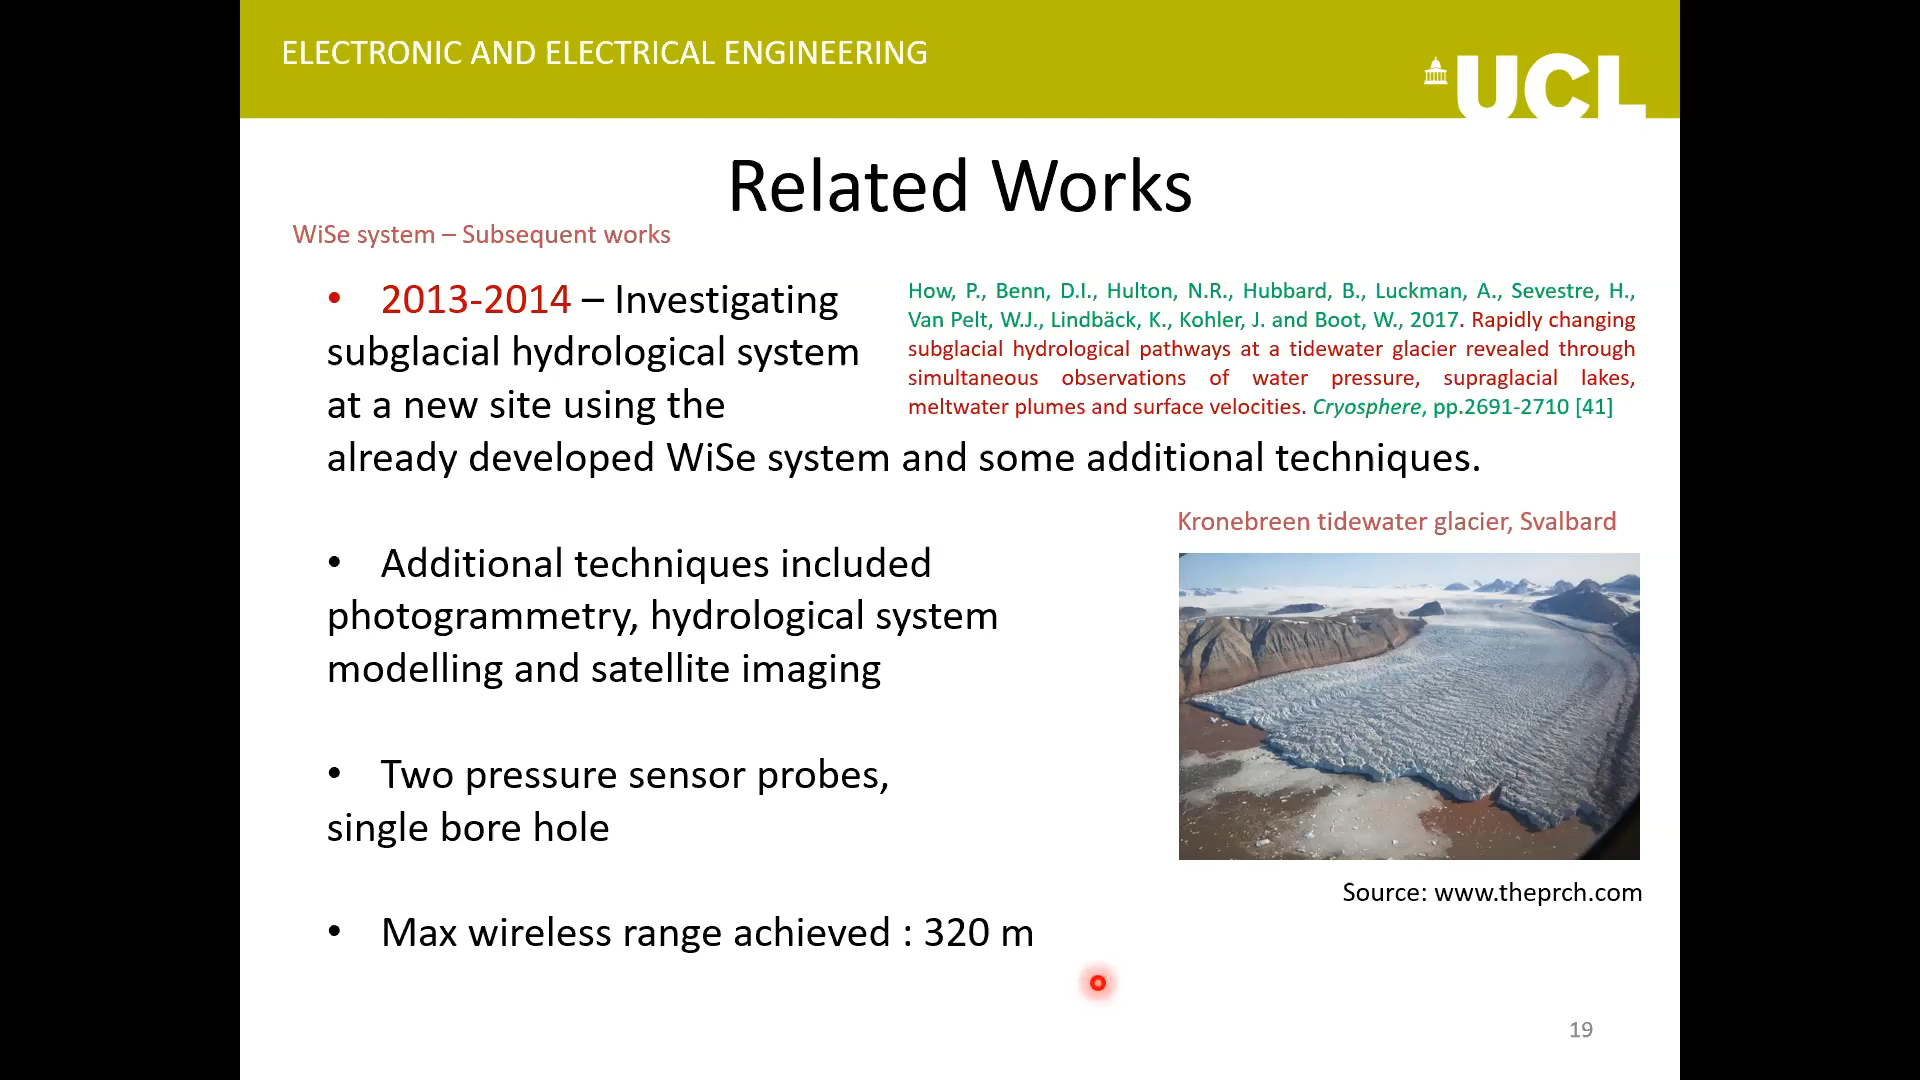 ELECTRONIC AND ELECTRICAL ENGINEERING
UCL
Related Works
WiSe system – Subsequent works
• 2013-2014 – Investigating
subglacial hydrological system
at a new site using the
already developed WiSe system and some additional techniques.
How, P., Benn, D.I., Hulton, N.R., Hubbard, B., Luckman, A., Sevestre, H.,
Van Pelt, W.J., Lindbäck, K., Kohler, J. and Boot, W., 2017. Rapidly changing
subglacial hydrological pathways at a tidewater glacier revealed through
simultaneous observations of water pressure, supraglacial lakes,
meltwater plumes and surface velocities. Cryosphere, pp.2691-2710 [41]
• Additional techniques included
photogrammetry, hydrological system
modelling and satellite imaging
• Two pressure sensor probes,
single bore hole
• Max wireless range achieved : 320 m
Kronebreen tidewater glacier, Svalbard
Source: www.theprch.com
19